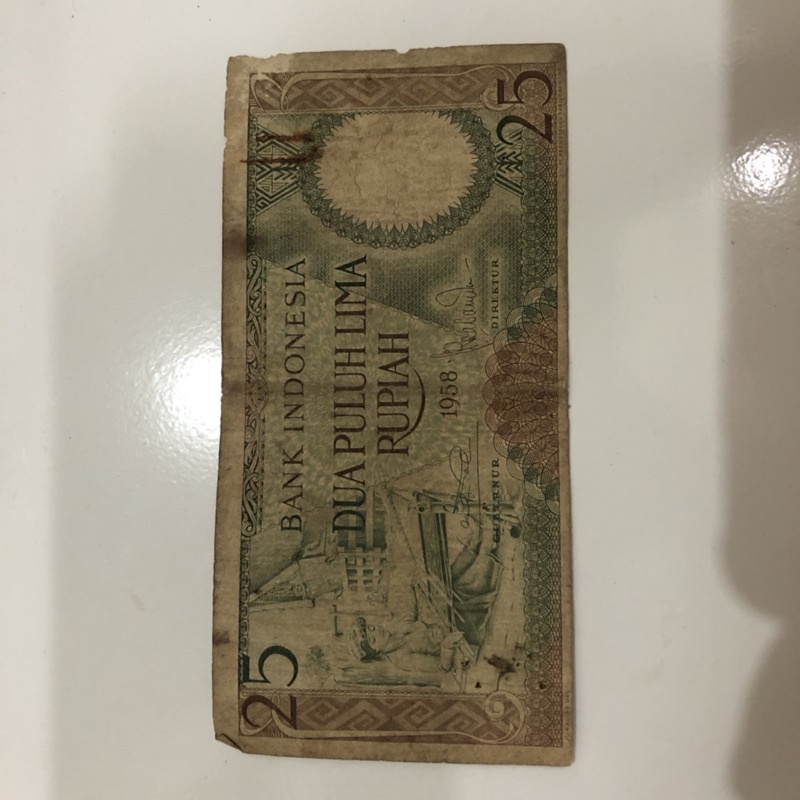 25
BANK INDONESIA
DUA PULUH LIMA
RUPIAH
1958
GUBERNUR
DIREKTUR
25